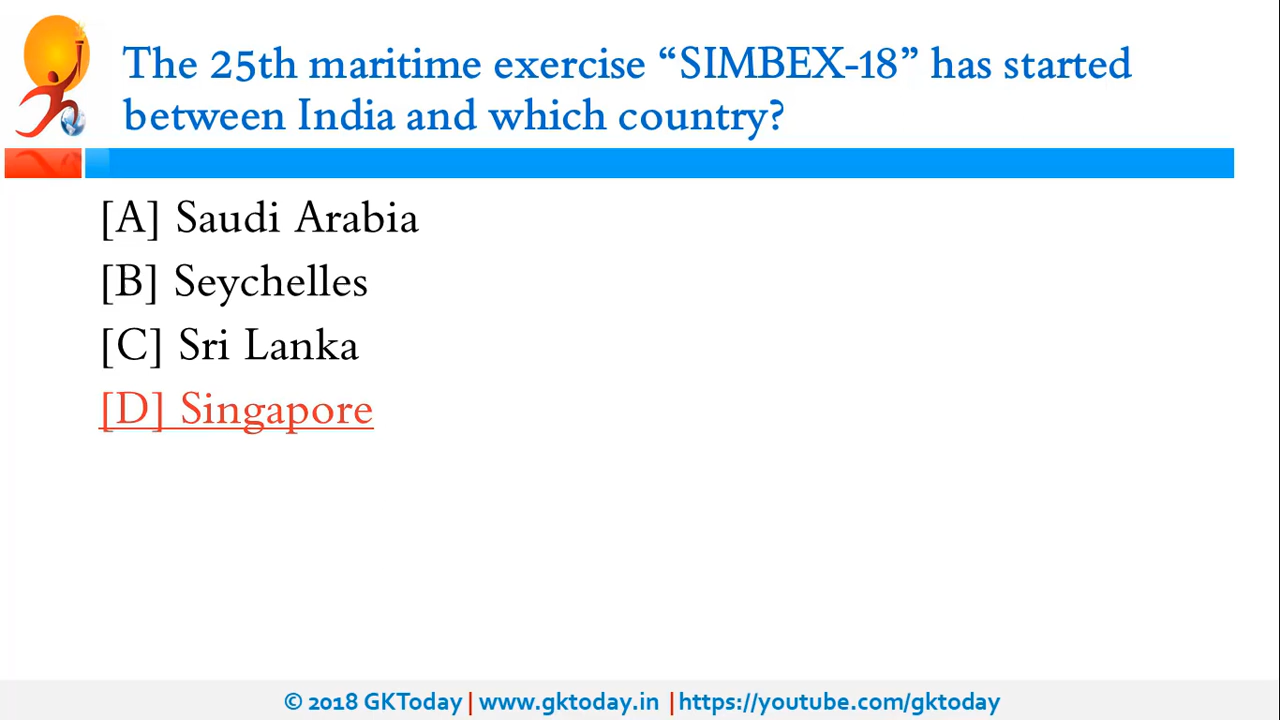 The 25th maritime exercise “SIMBEX-18” has started
between India and which country?
[A] Saudi Arabia
[B] Seychelles
[C] Sri Lanka
[D] Singapore
© 2018 GKToday | www.gktoday.in | https://youtube.com/gktoday